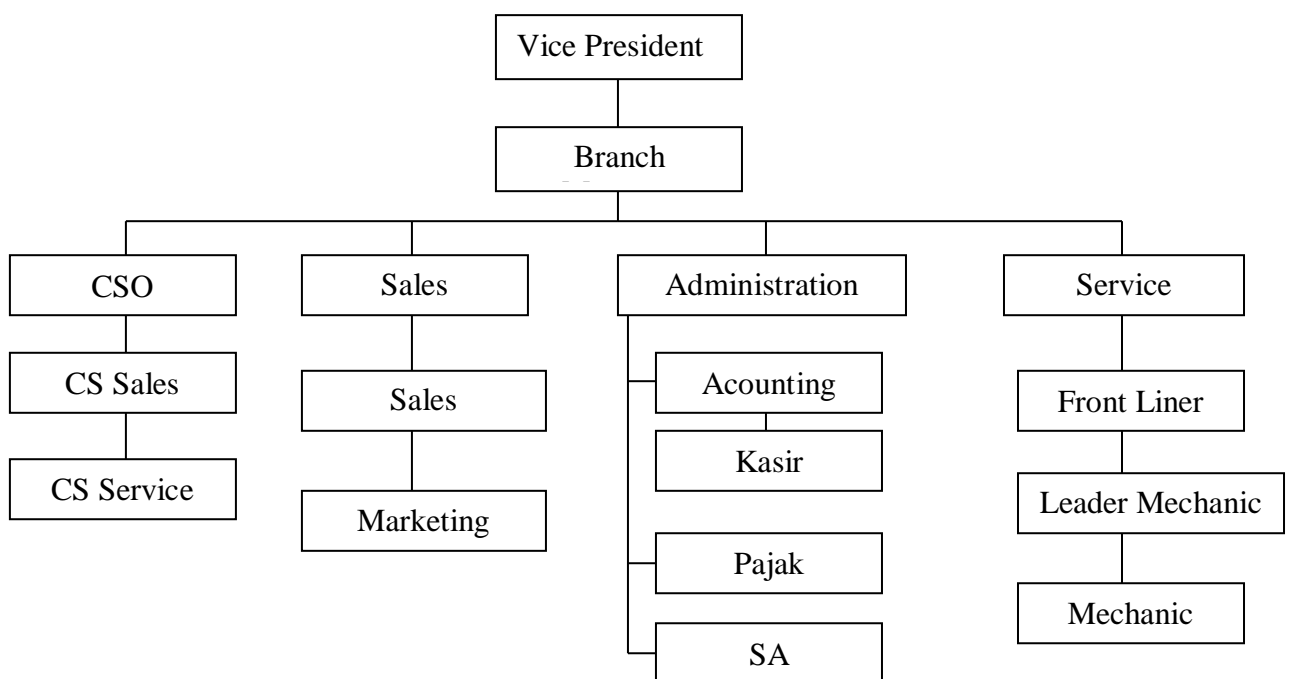 Vice President
Branch
CSO
Sales
Administration
Service
CS Sales
Sales
Acounting
Front Liner
Kasir
CS Service
Marketing
Leader Mechanic
Pajak
Mechanic
SA